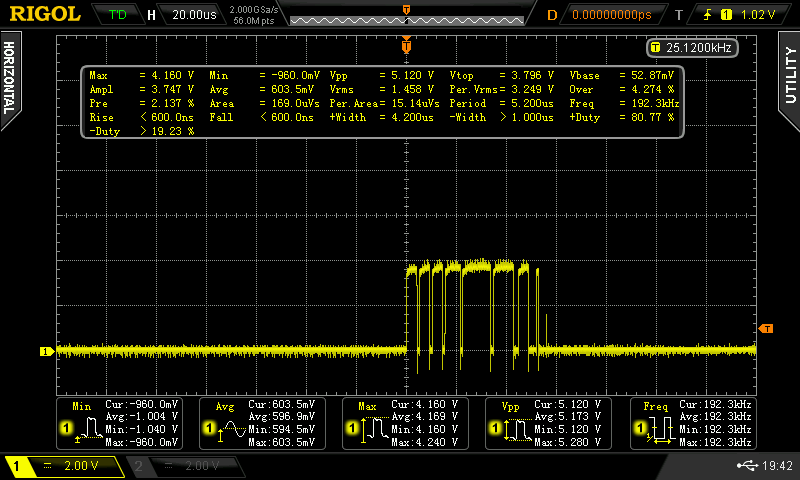 RIGOL T'D H 20.00us 2.000GSa/s D 0.00000000ps T 1 1.02 V
56.0M pts
T
HORIZONTAL
UTILITY
T
T 25.1200kHz
Max = 4.160 V Min = -960.0mV Vpp = 5.120 V Vtop = 3.796 V Vbase = 52.87mV
Ampl = 3.747 V Avg = 603.5mV Vrms = 1.458 V Per.Vrms= 3.249 V Over = 4.274 %
Pre = 2.137 % Area = 169.0uVs Per.Area= 15.14uVs Period = 5.200us Freq = 192.3kHz
Rise < 600.0ns Fall < 600.0ns +Width = 4.200us -Width > 1.000us +Duty = 80.77 %
-Duty > 19.23 %
T
1
Min Cur:-960.0mV Avg Cur:603.5mV Max Cur:4.160 V Vpp Cur:5.120 V Freq Cur:192.3kHz
1 Avg:-1.004 V 1 Avg:596.9mV 1 Avg:4.169 V 1 Avg:5.173 V 1 Avg:192.3kHz
Min:-1.040 V Min:594.5mV Min:4.160 V Min:5.120 V Min:192.3kHz
Max:-960.0mV Max:603.5mV Max:4.240 V Max:5.280 V Max:192.3kHz
1 = 2.00 V 2 = 2.00 V 19:42